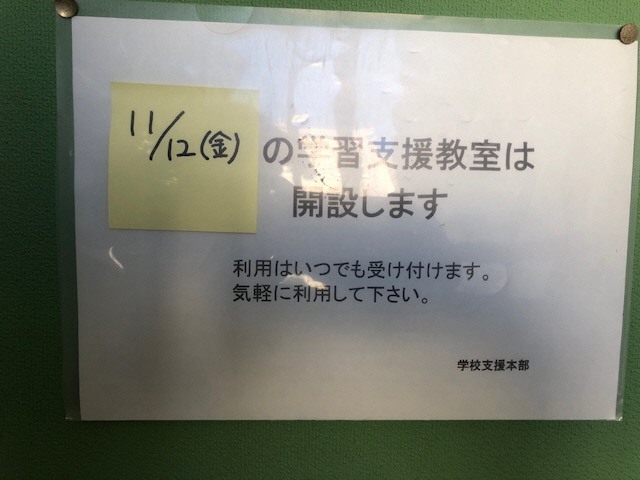 11/12(金)の学習支援教室は
開設します
利用はいつでも受け付けます。
気軽に利用して下さい。
学校支援本部